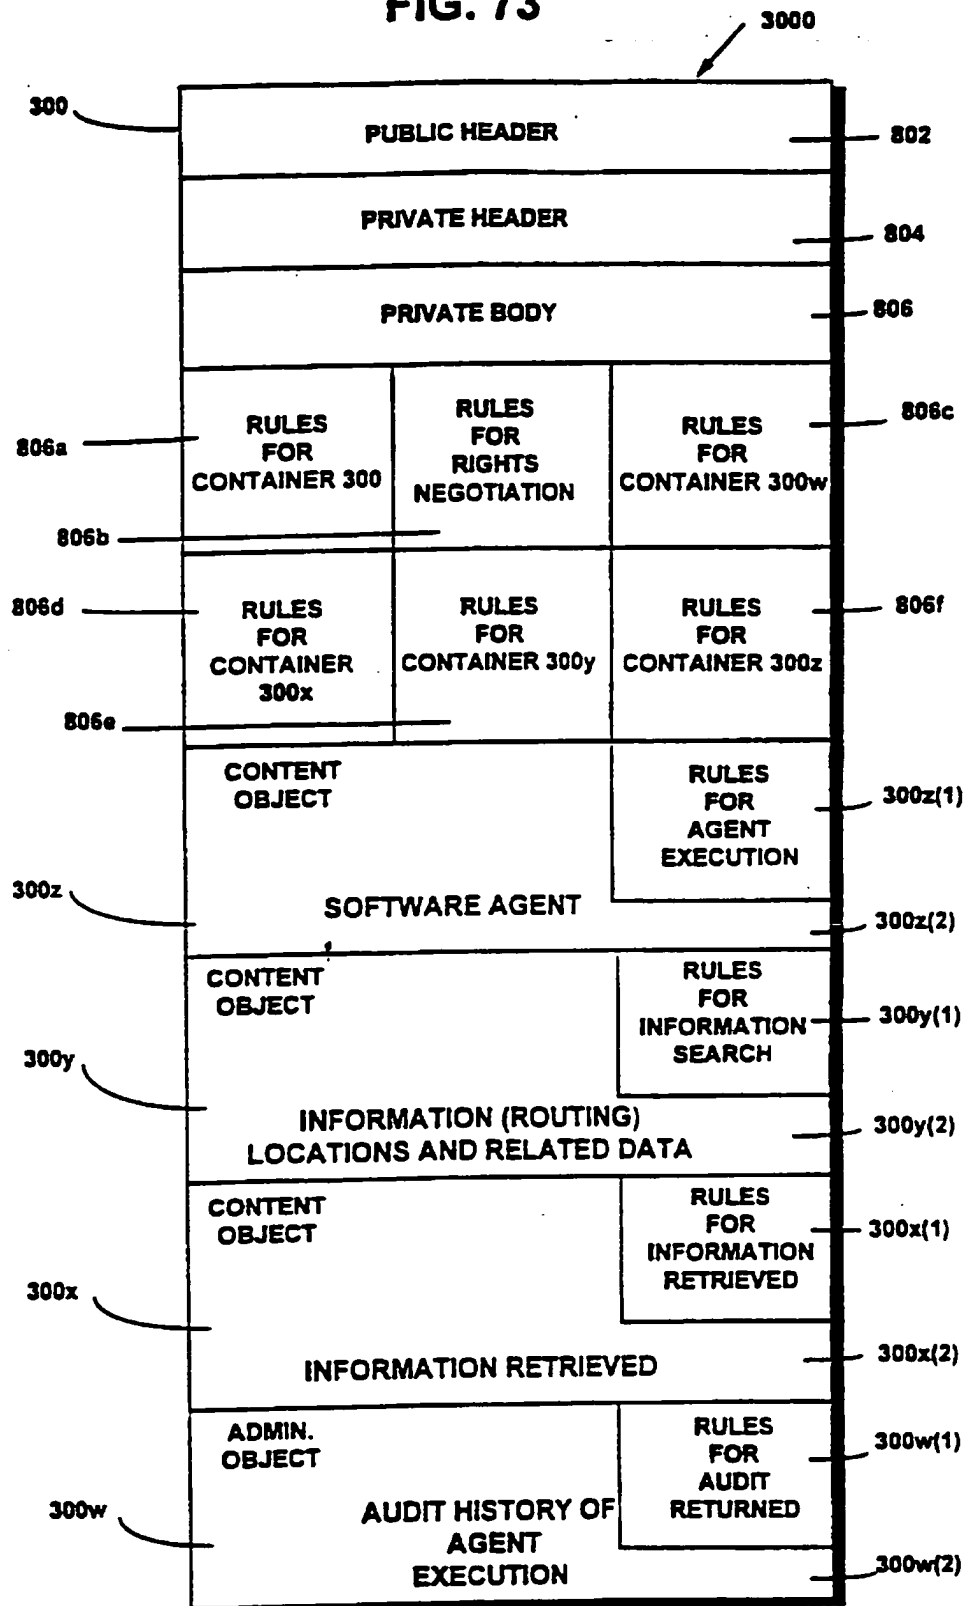 FIG. 73
3000
300
PUBLIC HEADER
802
PRIVATE HEADER
804
PRIVATE BODY
806
806a
RULES
FOR
CONTAINER 300
RULES
FOR
RIGHTS
NEGOTIATION
806b
RULES
FOR
CONTAINER 300w
806c
806d
RULES
FOR
CONTAINER
300x
RULES
FOR
CONTAINER 300y
806e
RULES
FOR
CONTAINER 300z
806f
CONTENT
OBJECT
RULES
FOR
AGENT
EXECUTION
300z(1)
300z
SOFTWARE AGENT
300z(2)
CONTENT
OBJECT
RULES
FOR
INFORMATION
SEARCH
300y(1)
300y
INFORMATION (ROUTING)
LOCATIONS AND RELATED DATA
300y(2)
CONTENT
OBJECT
RULES
FOR
INFORMATION
RETRIEVED
300x(1)
300x
INFORMATION RETRIEVED
300x(2)
ADMIN.
OBJECT
RULES
FOR
AUDIT
RETURNED
300w(1)
300w
AUDIT HISTORY OF
AGENT
EXECUTION
300w(2)